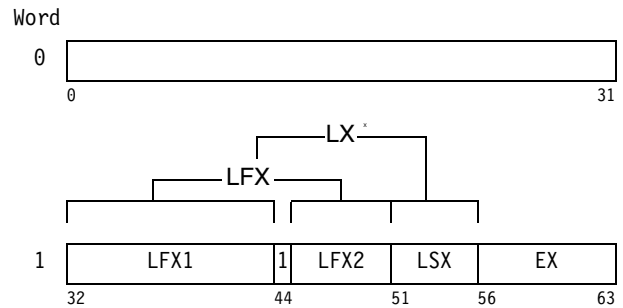 Word
0
0 31
LX x
LFX
1 LFX1 1 LFX2 LSX EX
32 44 51 56 63